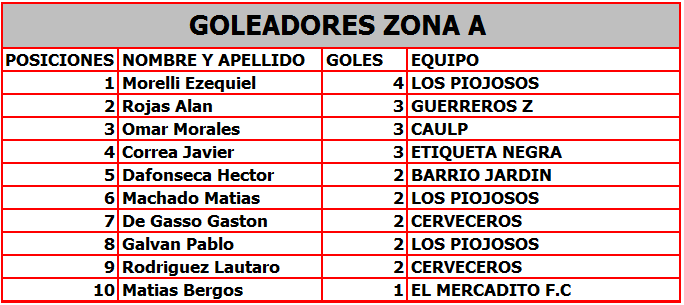 GOLEADORES ZONA A
POSICIONES NOMBRE Y APELLIDO GOLES EQUIPO
1 Morelli Ezequiel 4 LOS PIOJOSOS
2 Rojas Alan 3 GUERREROS Z
3 Omar Morales 3 CAULP
4 Correa Javier 3 ETIQUETA NEGRA
5 Dafonseca Hector 2 BARRIO JARDIN
6 Machado Matias 2 LOS PIOJOSOS
7 De Gasso Gaston 2 CERVECEROS
8 Galvan Pablo 2 LOS PIOJOSOS
9 Rodriguez Lautaro 2 CERVECEROS
10 Matias Bergos 1 EL MERCADITO F.C